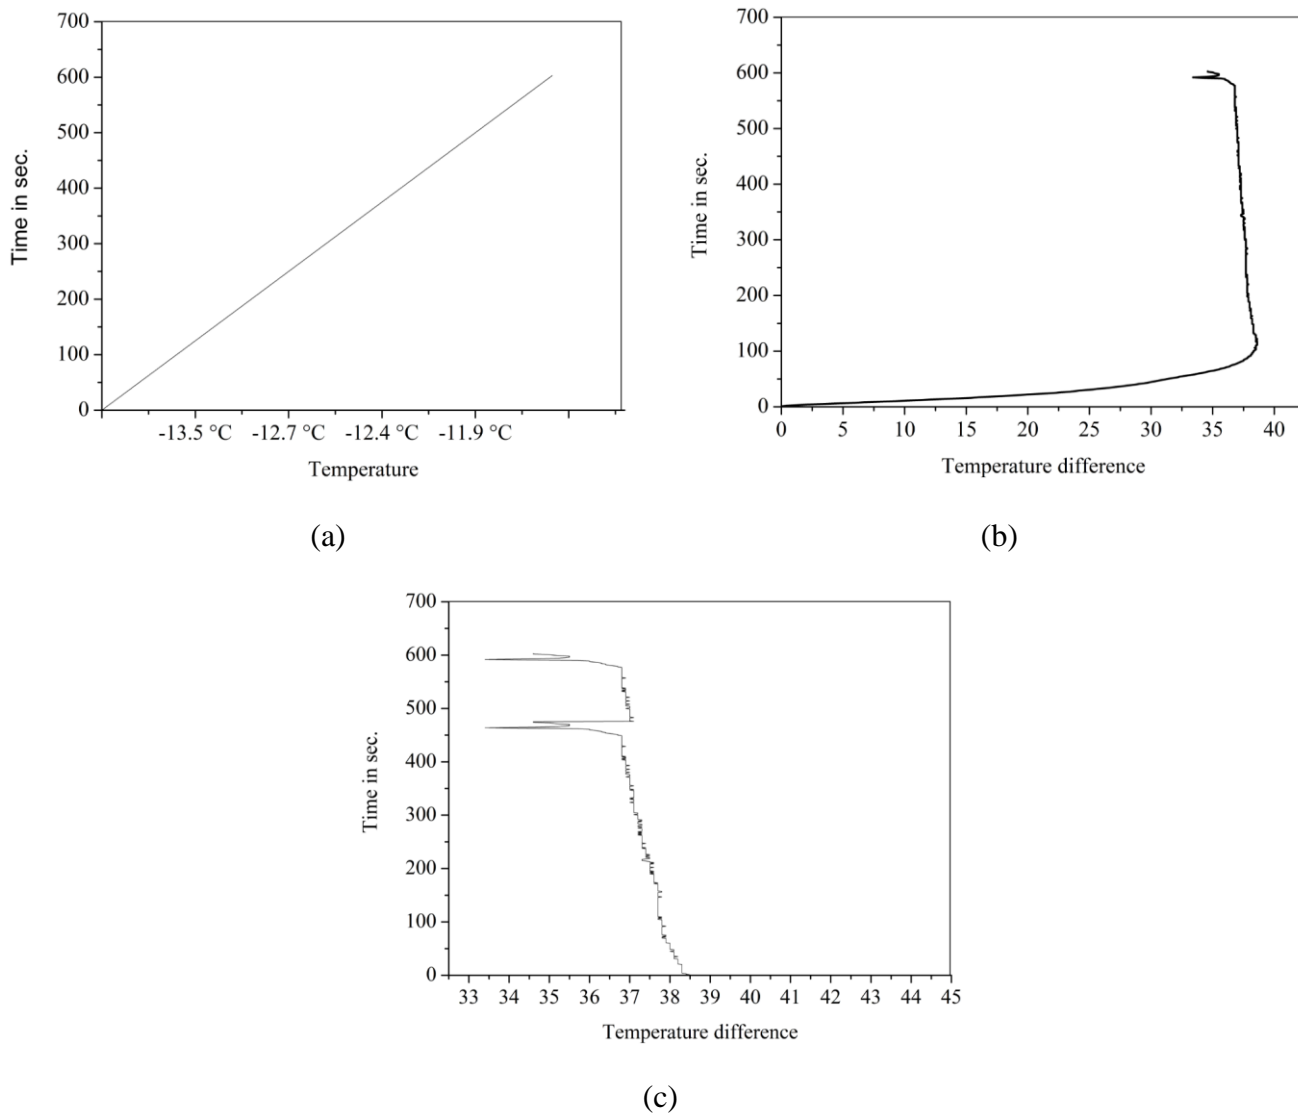 700
600
500
400
300
200
100
0
Time in sec.
-13.5 °C -12.7 °C -12.4 °C -11.9 °C
Temperature
(a)
700
600
500
400
300
200
100
0
Time in sec.
0 5 10 15 20 25 30 35 40
Temperature difference
(b)
700
600
500
400
300
200
100
0
Time in sec.
33 34 35 36 37 38 39 40 41 42 43 44 45
Temperature difference
(c)